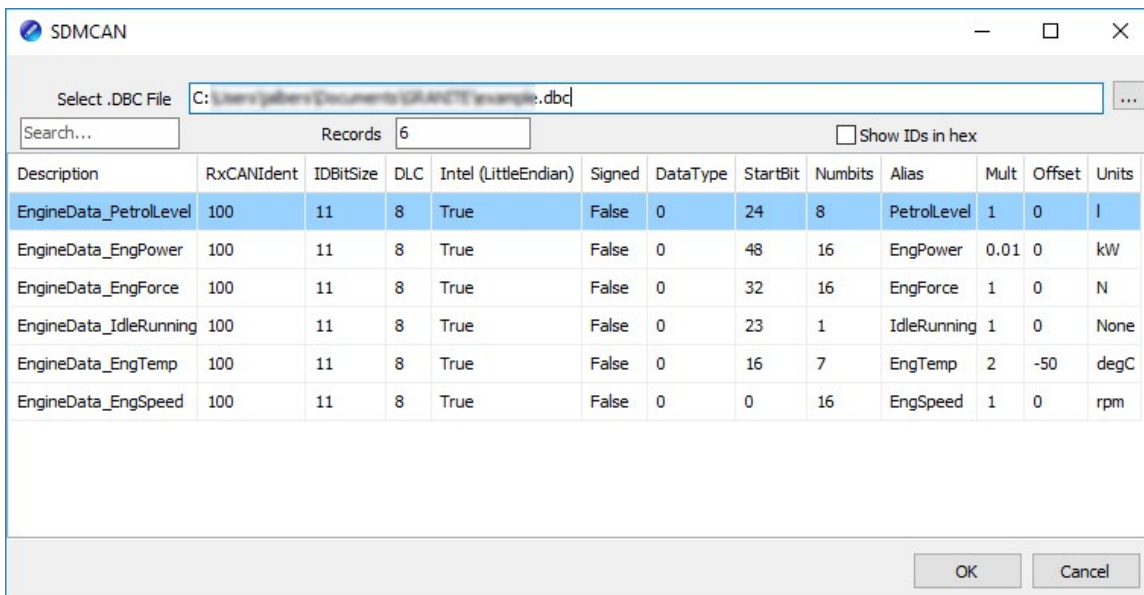 SDMCAN
Select .DBC File C: .dbc
...
Search... Records 6 Show IDs in hex
Description RxCANIdent IDBitSize DLC Intel (LittleEndian) Signed DataType StartBit Numbits Alias Mult Offset Units
EngineData_PetrolLevel 100 11 8 True False 0 24 8 PetrolLevel 1 0 l
EngineData_EngPower 100 11 8 True False 0 48 16 EngPower 0.01 0 kW
EngineData_EngForce 100 11 8 True False 0 32 16 EngForce 1 0 N
EngineData_IdleRunning 100 11 8 True False 0 23 1 IdleRunning 1 0 None
EngineData_EngTemp 100 11 8 True False 0 16 7 EngTemp 2 -50 degC
EngineData_EngSpeed 100 11 8 True False 0 0 16 EngSpeed 1 0 rpm
OK Cancel